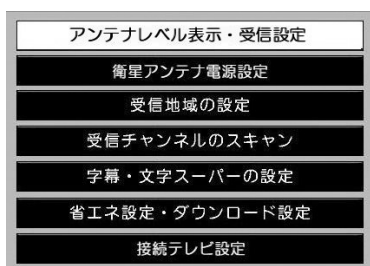 アンテナレベル表示・受信設定
衛星アンテナ電源設定
受信地域の設定
受信チャンネルのスキャン
字幕・文字スーパーの設定
省エネ設定・ダウンロード設定
接続テレビ設定